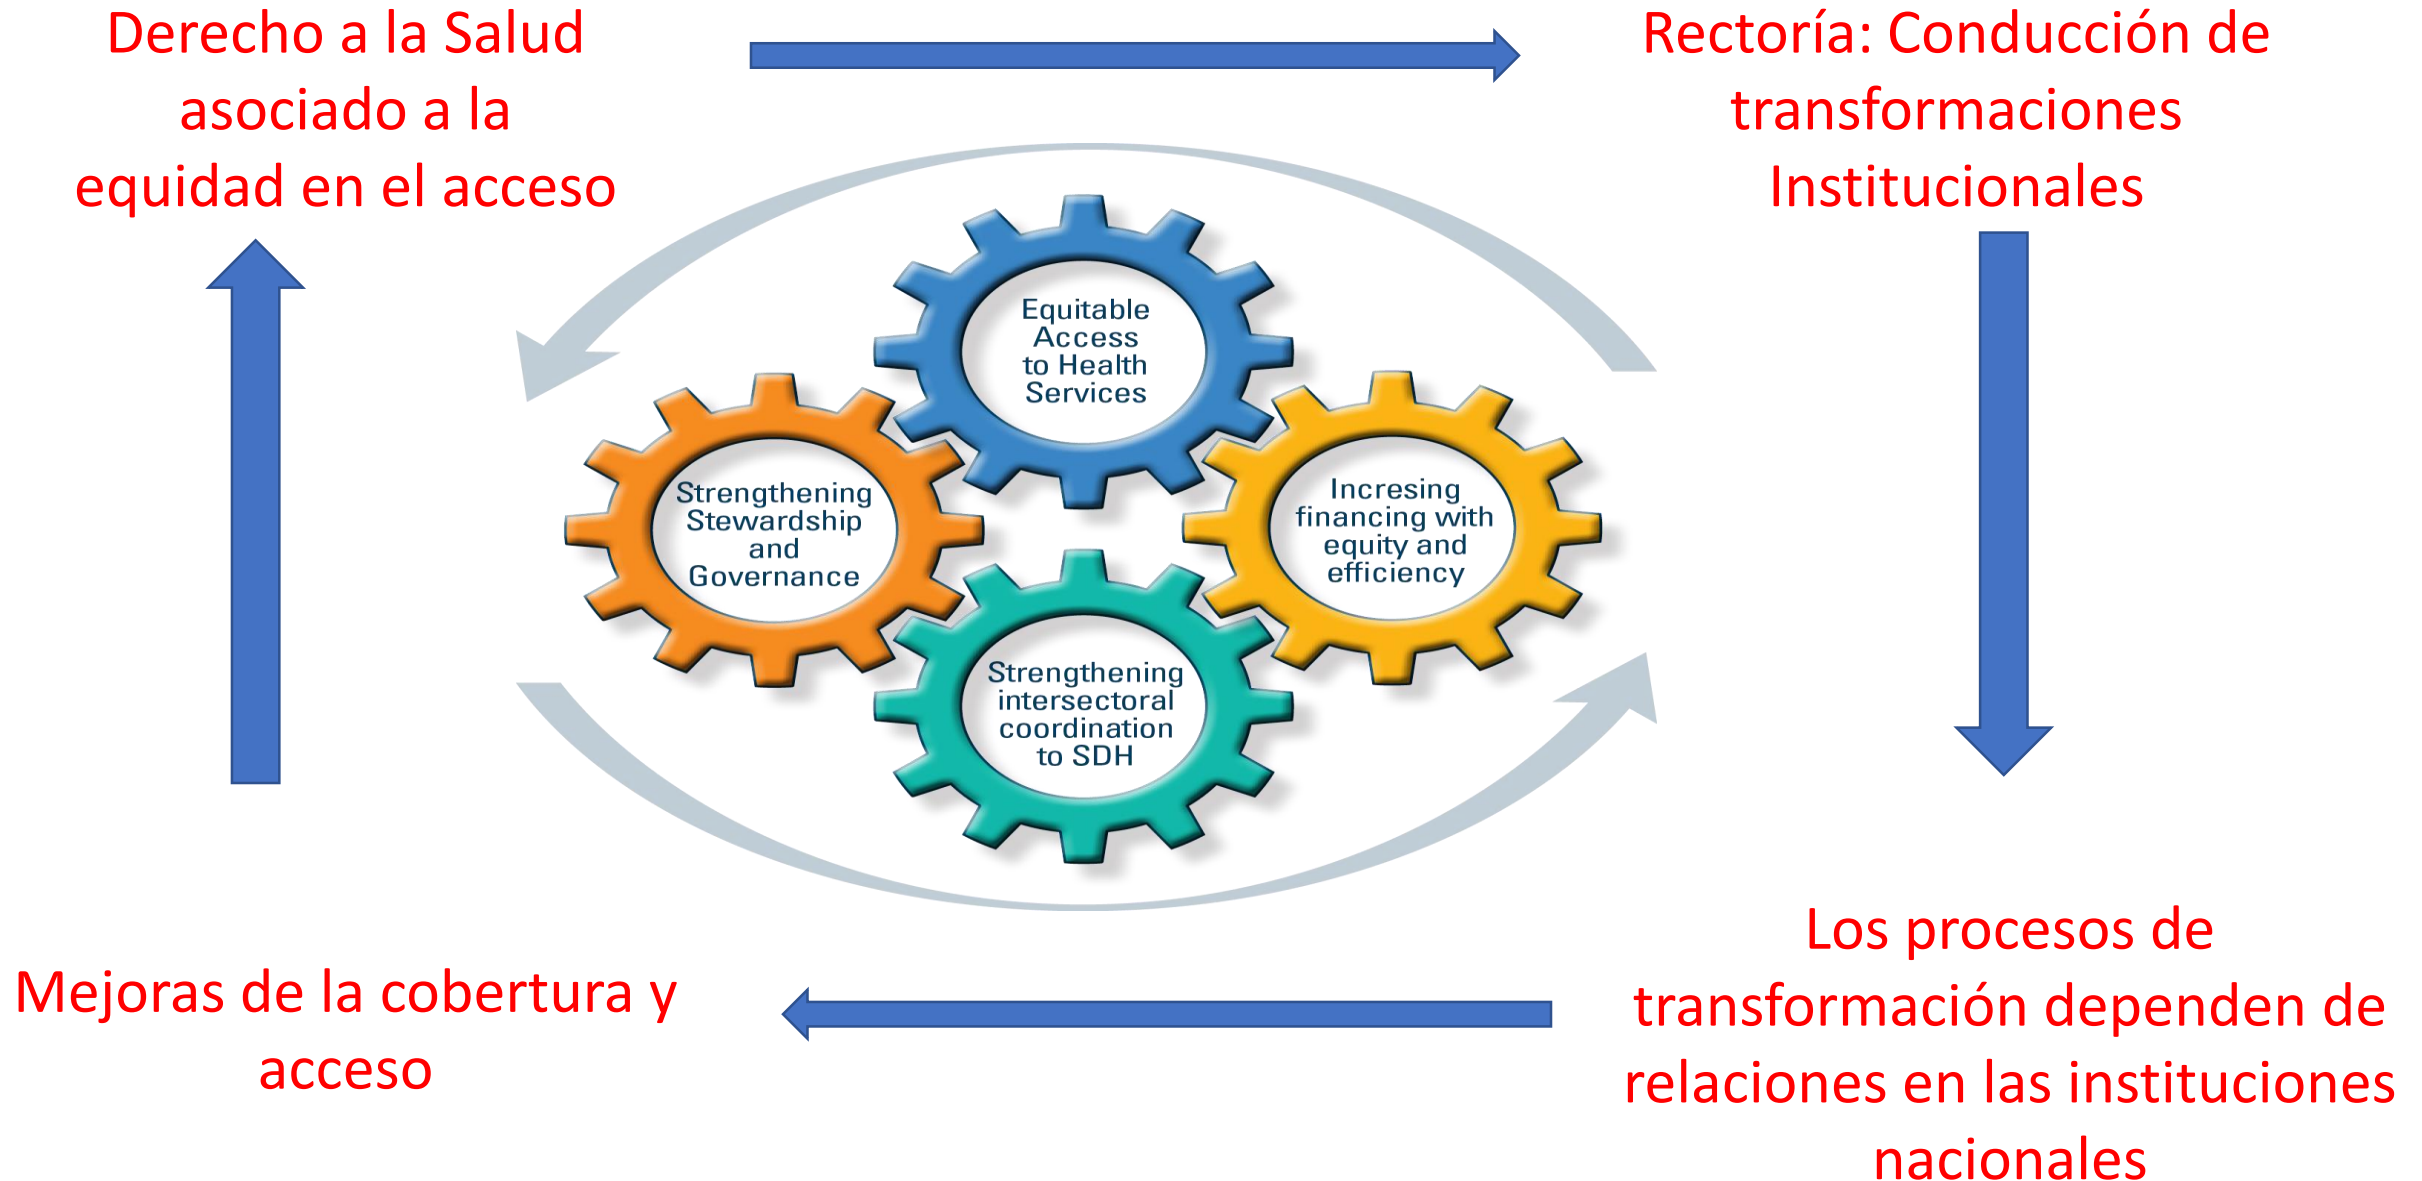 Derecho a la Salud
asociado a la
equidad en el acceso
Rectoría: Conducción de
transformaciones
Institucionales
Equitable
Access
to Health
Services
Strengthening
Stewardship
and
Governance
Incresing
financing with
equity and
efficiency
Strengthening
intersectoral
coordination
to SDH
Mejoras de la cobertura y
acceso
Los procesos de
transformación dependen de
relaciones en las instituciones
nacionales